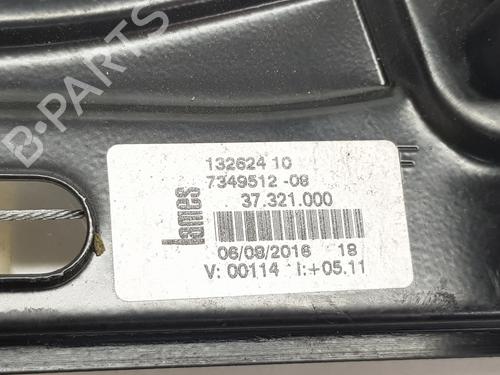 B-PARTS
lames
132624 10
7349512 -08
37.321.000
06/09/2016 18
V: 00114 I:+05.11